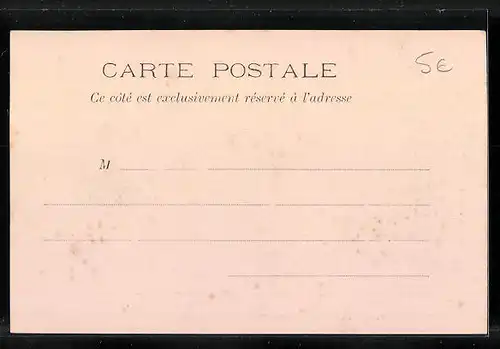 CARTE POSTALE
5€
Ce côté est exclusivement réservé à l'adresse
M